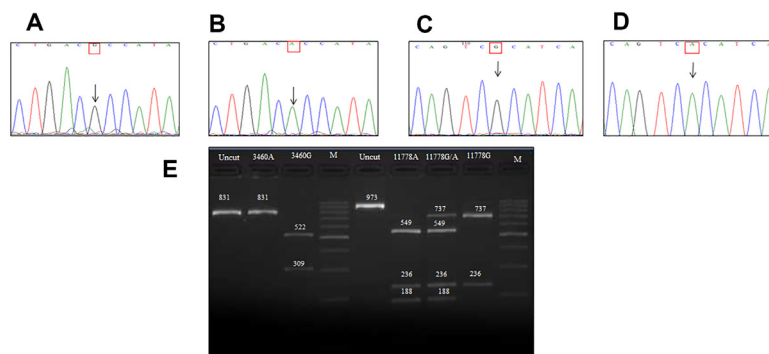 A
B
C
D
C T G A C G C C A T A
C T G A C A C C A T A
C A G T C G C A T C A
C A G T C A C A T C A
E
Uncut 3460A 3460G M Uncut 11778A 11778G/A 11778G M
831 831 973 737 737
522 549 549
309 236 236 236
188 188